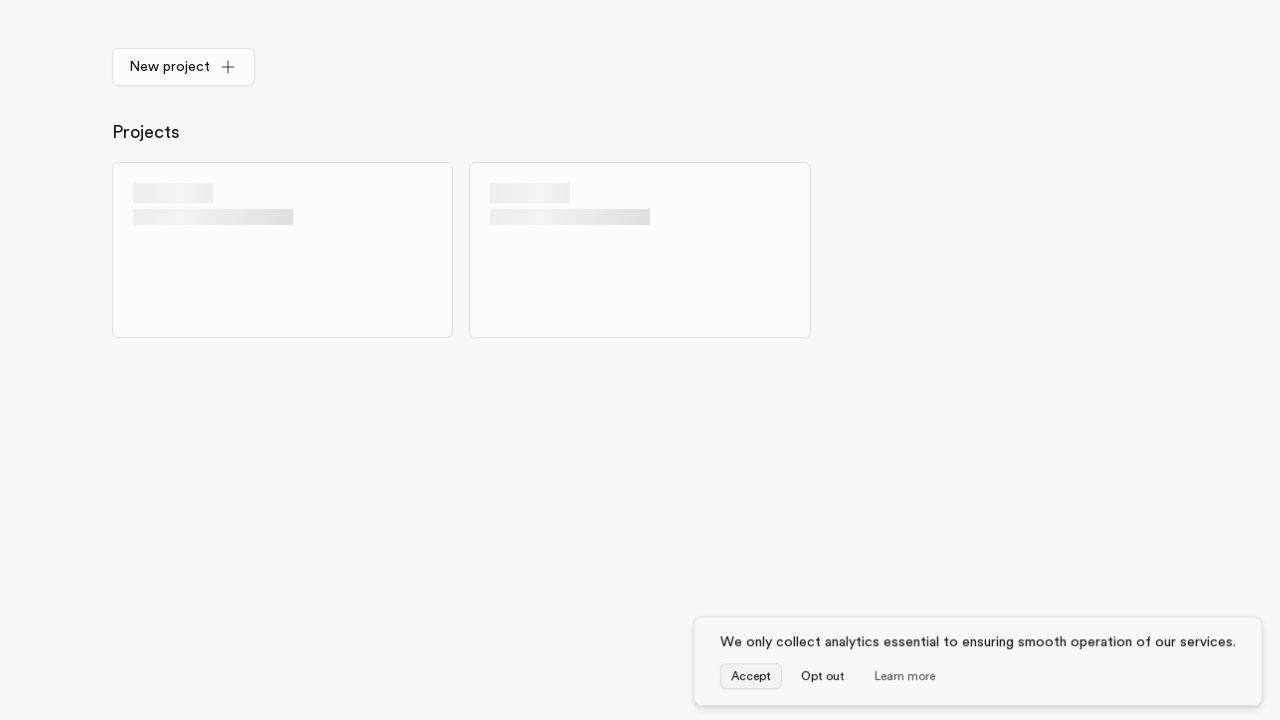 New project
Projects
We only collect analytics essential to ensuring smooth operation of our services.
Accept Opt out Learn more